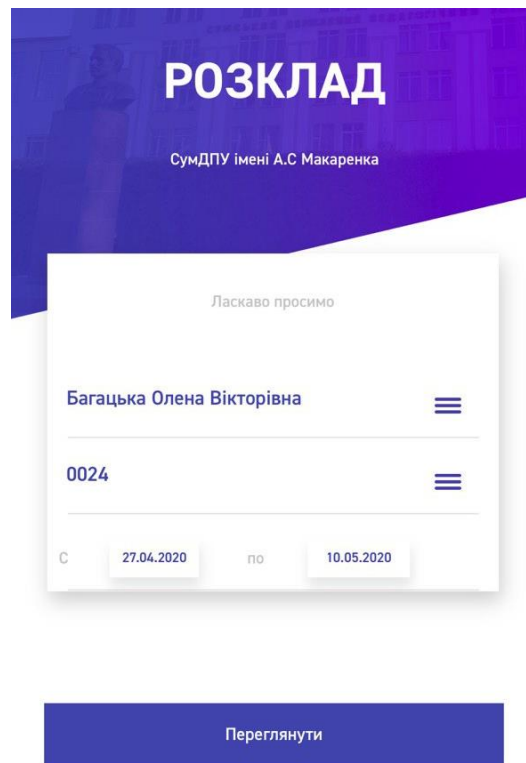 РОЗКЛАД
СумДПУ імені А.С Макаренка
Ласкаво просимо
Багацька Олена Вікторівна
0024
С 27.04.2020 по 10.05.2020
Переглянути